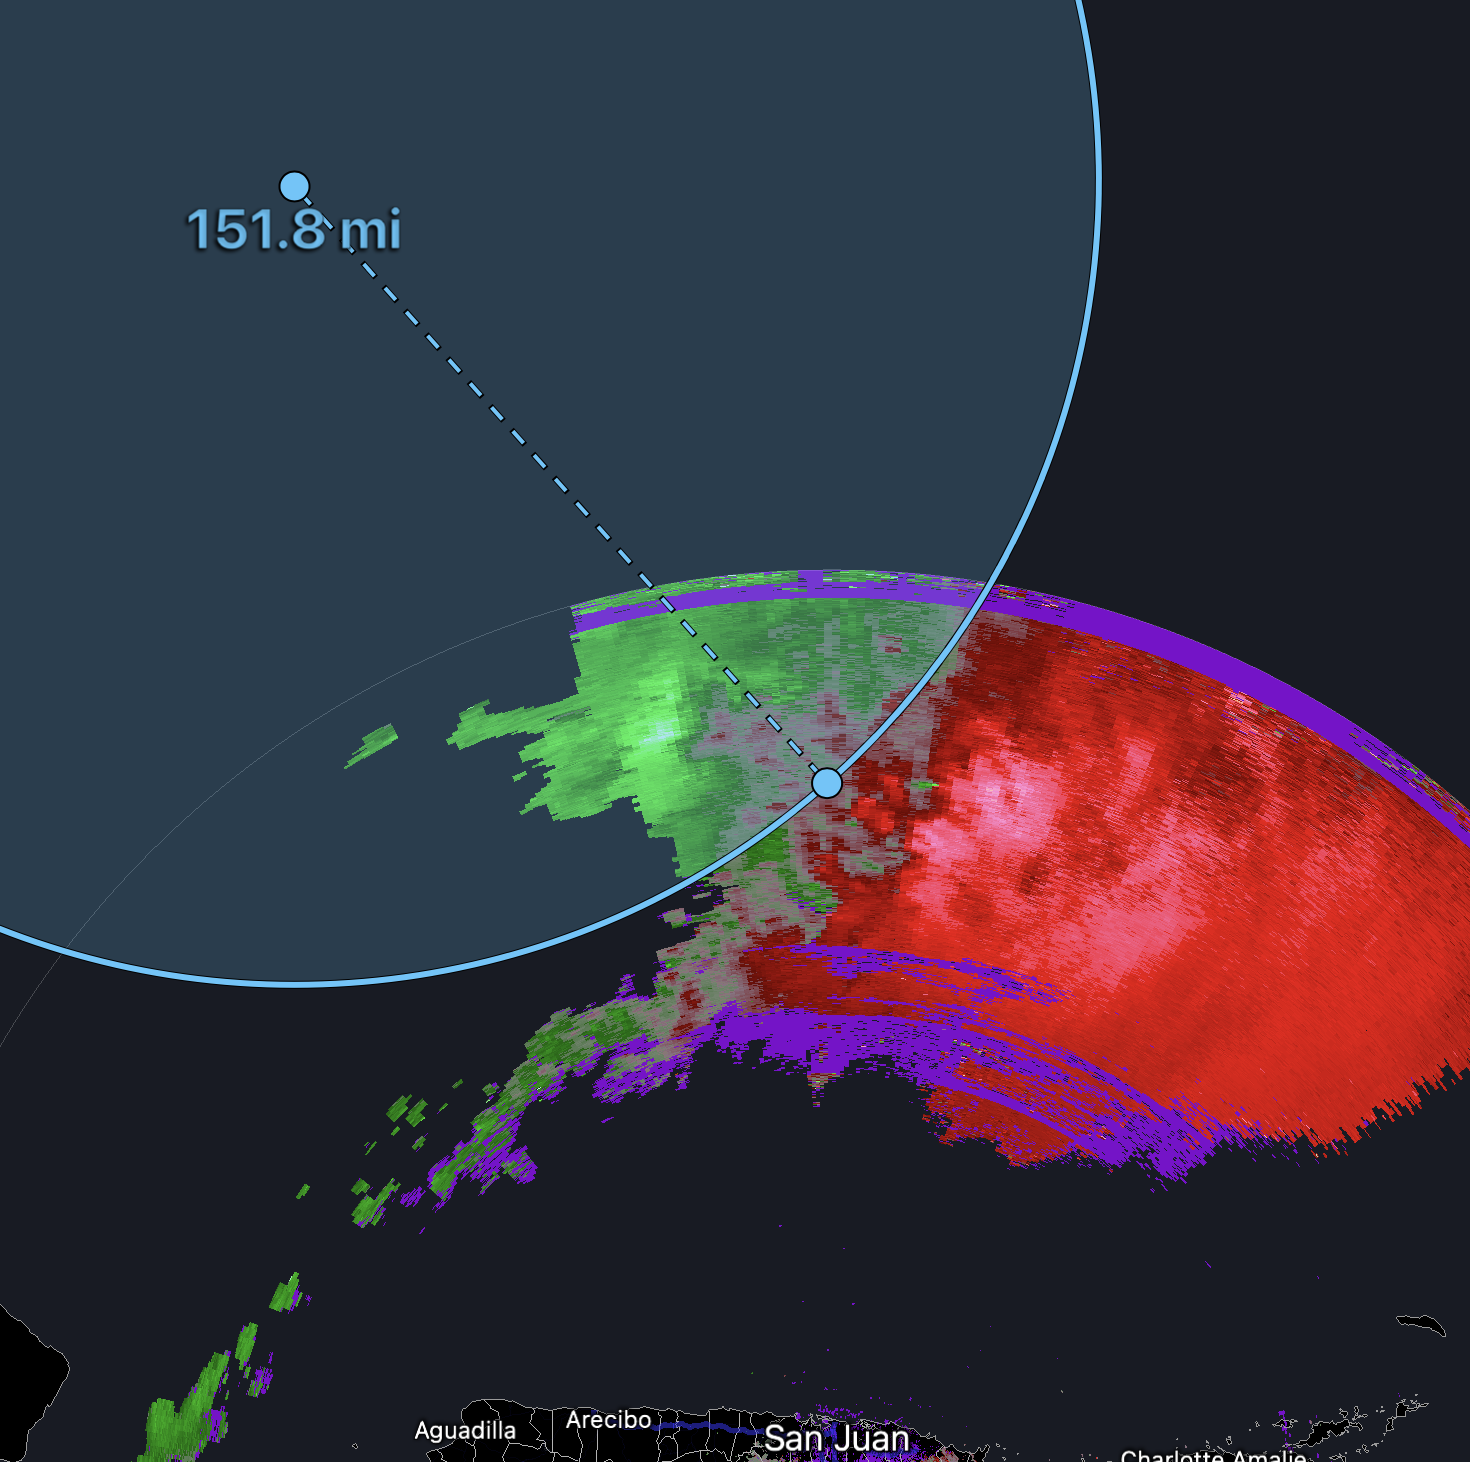 151.8 mi
Aguadilla
Arecibo
San Juan
Charlotte Amalie